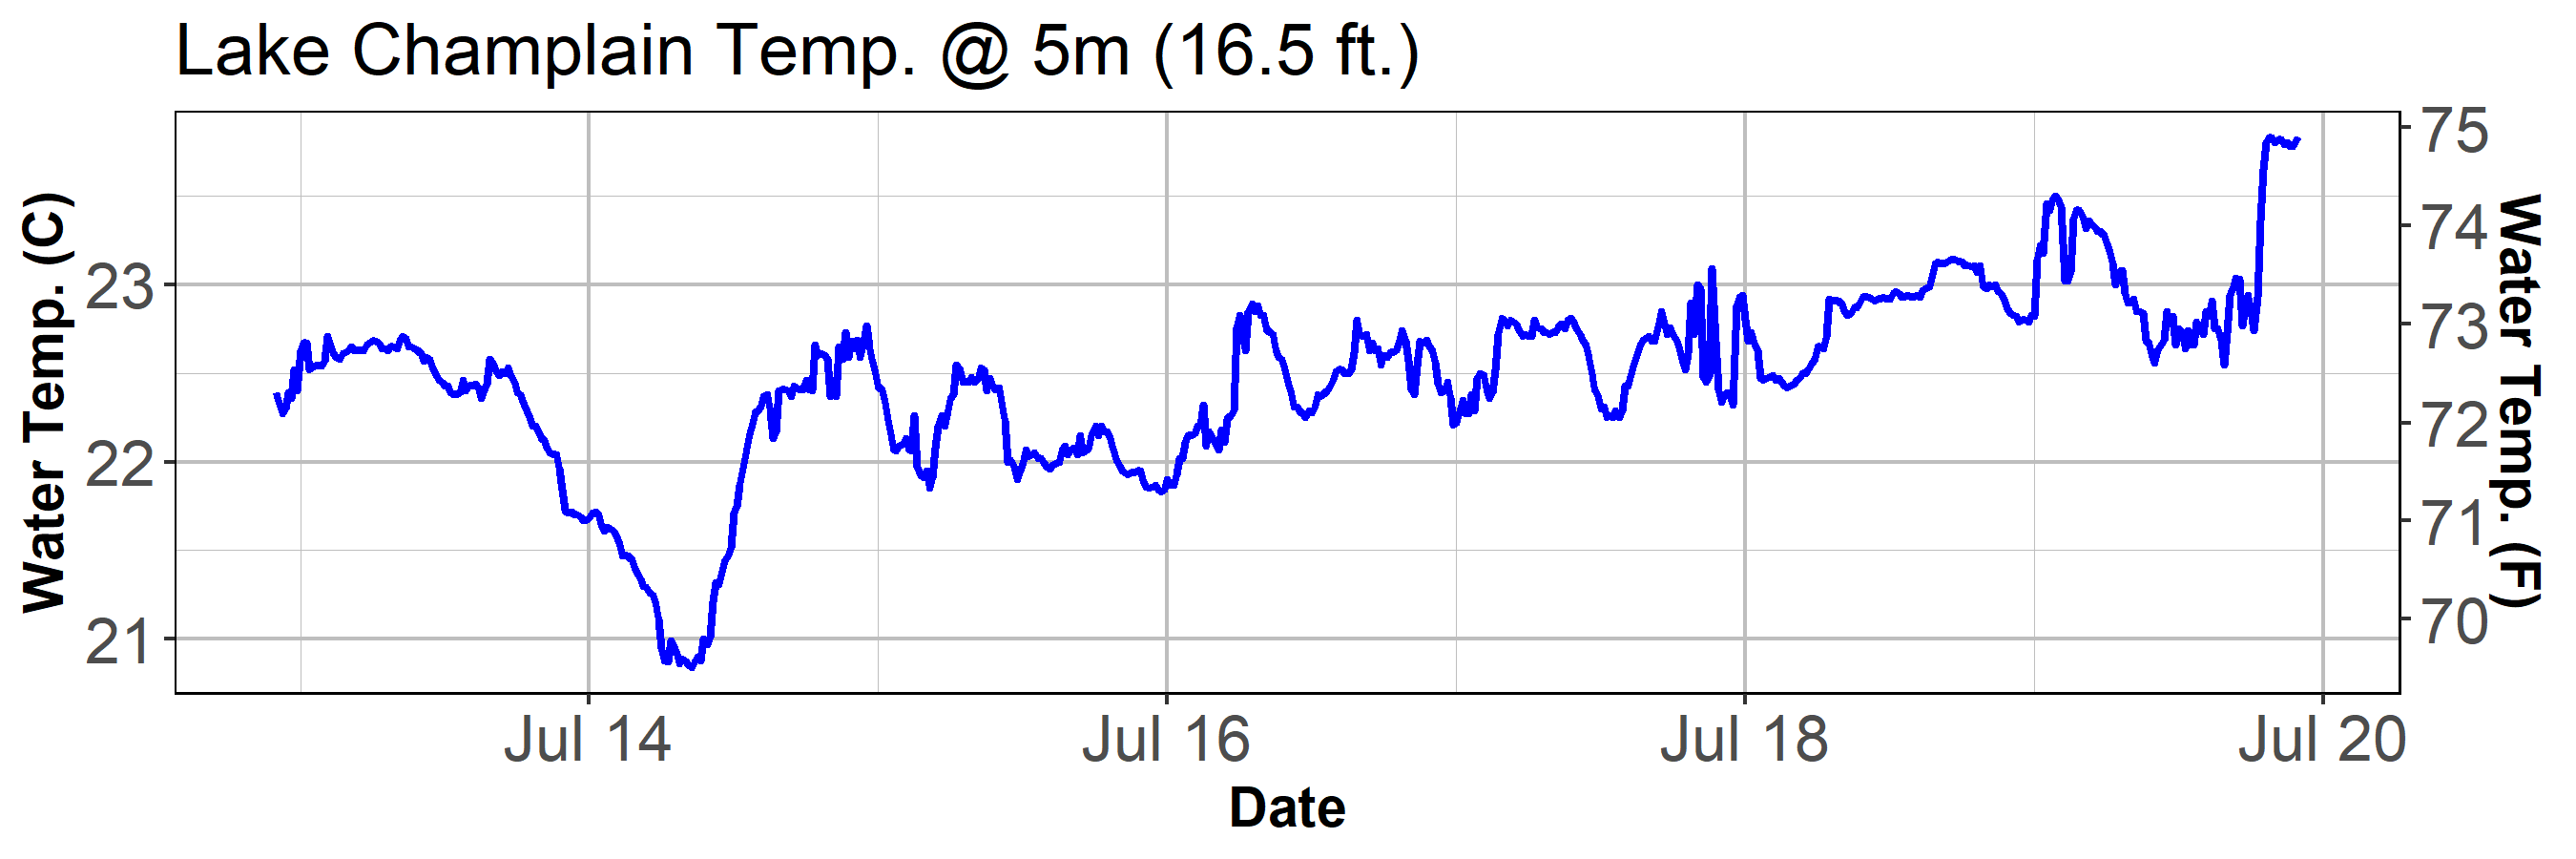 Lake Champlain Temp. @ 5m (16.5 ft.)
Water Temp. (C)
23
22
21
75
74
73
72
71
70
Water Temp. (F)
Jul 14
Jul 16
Jul 18
Jul 20
Date